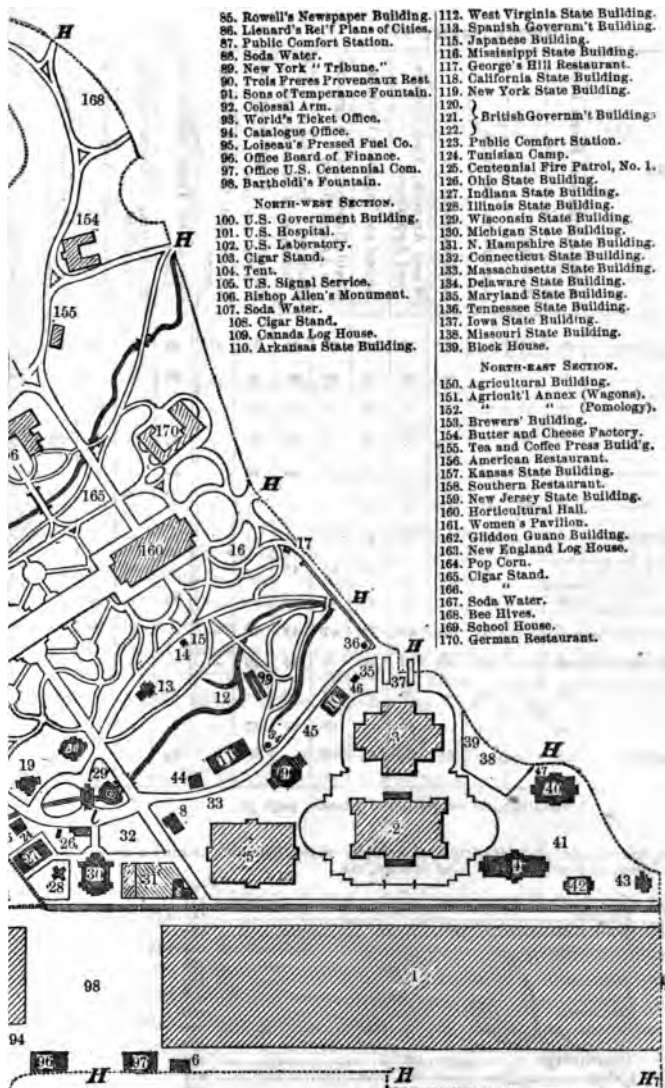 85. Rowell's Newspaper Building.
86. Lienard's Rel'f Plans of Cities.
87. Public Comfort Station.
88. Soda Water.
89. New York "Tribune."
90. Trois Freres Provencaux Rest
91. Sons of Temperance Fountain.
92. Colossal Arm.
93. World's Ticket Office.
94. Catalogue Office.
95. Loiseau's Pressed Fuel Co.
96. Office Board of Finance.
97. Office U.S. Centennial Com.
98. Bartholdi's Fountain.
NORTH-WEST SECTION.
100. U.S. Government Building.
101. U.S. Hospital.
102. U.S. Laboratory.
103. Cigar Stand.
104. Tent.
105. U.S. Signal Service.
106. Bishop Allen's Monument.
107. Soda Water.
108. Cigar Stand.
109. Canada Log House.
110. Arkansas State Building.
112. West Virginia State Building.
113. Spanish Governm't Building.
115. Japanese Building.
116. Mississippi State Building.
117. George's Hill Restaurant.
118. California State Building.
119. New York State Building.
120.
121. British Governm't Buildings
122.
123. Public Comfort Station.
124. Tunisian Camp.
125. Centennial Fire Patrol, No. 1.
126. Ohio State Building.
127. Indiana State Building.
128. Illinois State Building.
129. Wisconsin State Building.
130. Michigan State Building.
131. N. Hampshire State Building.
132. Connecticut State Building.
133. Massachusetts State Building.
134. Delaware State Building.
135. Maryland State Building.
136. Tennessee State Building.
137. Iowa State Building.
138. Missouri State Building.
139. Block House.
NORTH-EAST SECTION.
150. Agricultural Building.
151. Agricult'l Annex (Wagons).
152. " " (Pomology).
153. Brewers' Building.
154. Butter and Cheese Factory.
155. Tea and Coffee Press Build'g.
156. American Restaurant.
157. Kansas State Building.
158. Southern Restaurant.
159. New Jersey State Building.
160. Horticultural Hall.
161. Women's Pavilion.
162. Gliddon Guano Building.
163. New England Log House.
164. Pop Corn.
165. Cigar Stand.
166. "
167. Soda Water.
168. Bee Hives.
169. School House.
170. German Restaurant.
H
168
154
H
155
170
165
H
160
16
17
H
15
14
36
H
13
35
37
12
46
45
3
39
38
H
19
29
44
33
47
40
8
32
2
41
26
5
28
30
31
42
43
98
1
94
96
97
6
H
H
H